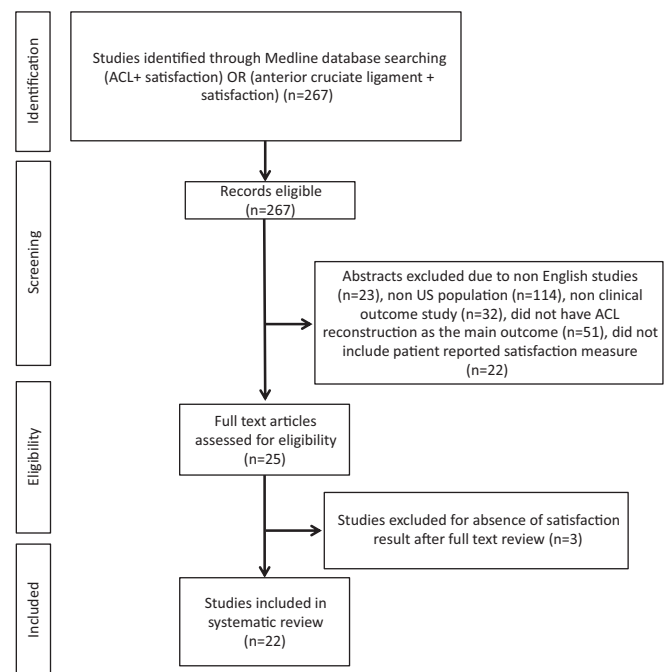 Identification
Studies identified through Medline database searching
(ACL+ satisfaction) OR (anterior cruciate ligament +
satisfaction) (n=267)
Screening
Records eligible
(n=267)
Abstracts excluded due to non English studies
(n=23), non US population (n=114), non clinical
outcome study (n=32), did not have ACL
reconstruction as the main outcome (n=51), did not
include patient reported satisfaction measure
(n=22)
Eligibility
Full text articles
assessed for eligibility
(n=25)
Studies excluded for absence of satisfaction
result after full text review (n=3)
Included
Studies included in
systematic review
(n=22)